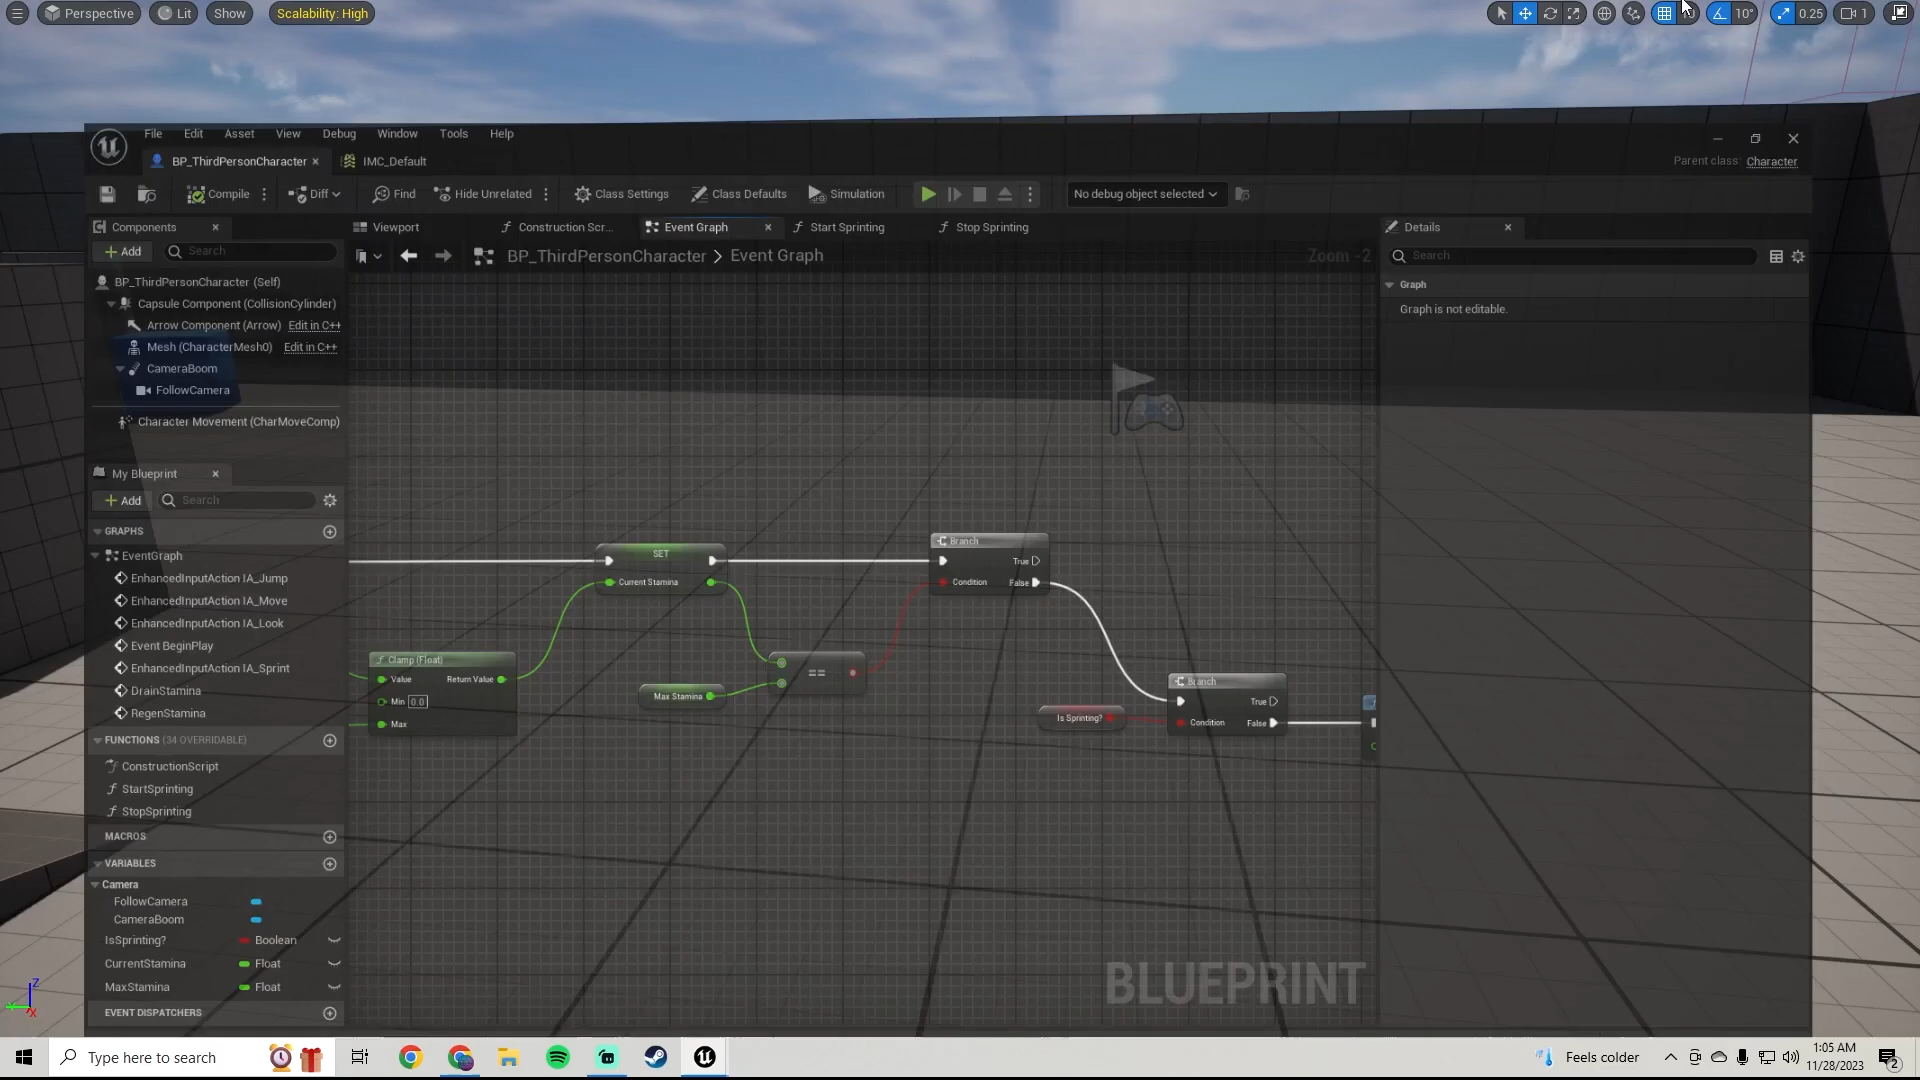 Perspective Lit Show Scalability: High 10 10° 0.25 1
File Edit Asset View Debug Window Tools Help
BP_ThirdPersonCharacter IMC_Default
Parent class: Character
Compile Diff Find Hide Unrelated Class Settings Class Defaults Simulation No debug object selected
Components Viewport Construction Scr... Event Graph Start Sprinting Stop Sprinting Details
Add Search BP_ThirdPersonCharacter > Event Graph Zoom -2 Search
BP_ThirdPersonCharacter (Self)
Graph
Capsule Component (CollisionCylinder)
Graph is not editable.
Arrow Component (Arrow) Edit in C++
Mesh (CharacterMesh0) Edit in C++
CameraBoom
FollowCamera
Character Movement (CharMoveComp)
My Blueprint
Add Search
GRAPHS
EventGraph
EnhancedInputAction IA_Jump
EnhancedInputAction IA_Move
EnhancedInputAction IA_Look
Event BeginPlay
EnhancedInputAction IA_Sprint
DrainStamina
RegenStamina
FUNCTIONS (34 OVERRIDABLE)
ConstructionScript
StartSprinting
StopSprinting
MACROS
VARIABLES
Camera
FollowCamera
CameraBoom
IsSprinting? Boolean
CurrentStamina Float
MaxStamina Float
EVENT DISPATCHERS
SET
Current Stamina
Branch
True
Condition False
Clamp (Float)
Value Return Value
Min 0.0
Max
==
Max Stamina
Is Sprinting?
Branch
True
Condition False
BLUEPRINT
Type here to search
Feels colder
1:05 AM
11/28/2023
2